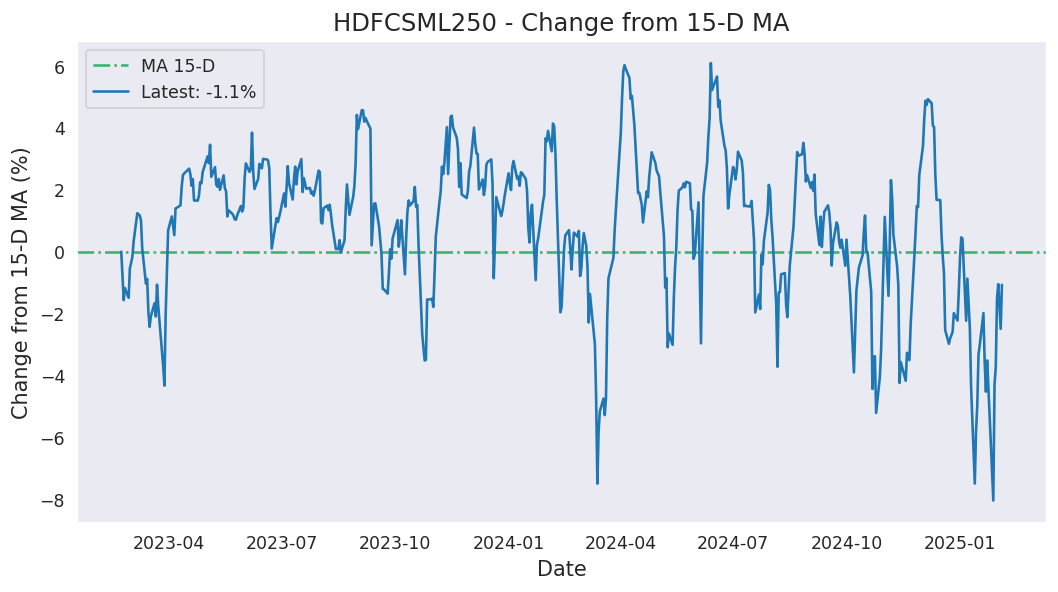 HDFCSML250 - Change from 15-D MA
MA 15-D
Latest: -1.1%
Change from 15-D MA (%)
6
4
2
0
−2
−4
−6
−8
2023-04 2023-07 2023-10 2024-01 2024-04 2024-07 2024-10 2025-01
Date